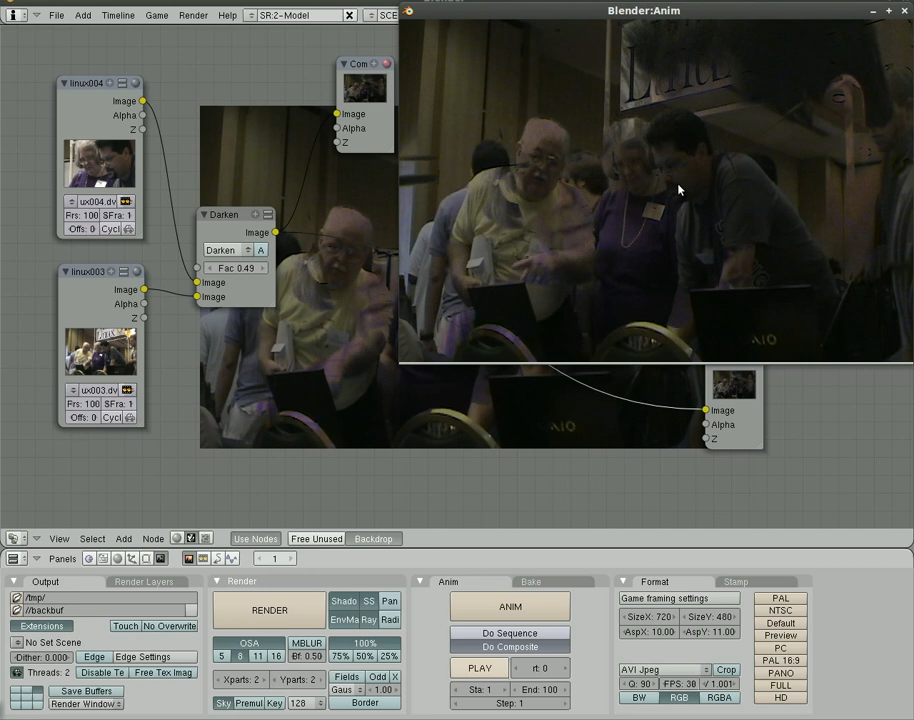 Blender:Anim
File Add Timeline Game Render Help SR:2-Model SCE
linux004
Image
Alpha
Z
ux004.dv
Frs: 100 SFra: 1
Offs: 0 Cycl
Com
Image
Alpha
Z
Darken
Image
Darken A
Fac 0.49
Image
Image
linux003
Image
Alpha
Z
ux003.dv
Frs: 100 SFra: 1
Offs: 0 Cycl
Image
Alpha
Z
View Select Add Node Use Nodes Free Unused Backdrop
Panels 1
Output Render Layers
/tmp/
//backbuf
Extensions Touch No Overwrite
No Set Scene
Dither: 0.000 Edge Edge Settings
Threads: 2 Disable Te Free Tex Imag
Save Buffers
Render Window
Render
RENDER
Shado SS Pan
EnvMa Ray Radi
OSA MBLUR 100%
5 8 11 16 Bf: 0.50 75% 50% 25%
Xparts: 2 Yparts: 2 Fields Odd X
Gaus 1.00
Sky Premul Key 128 Border
Anim Bake
ANIM
Do Sequence
Do Composite
PLAY rt: 0
Sta: 1 End: 100
Step: 1
Format Stamp
Game framing settings
SizeX: 720 SizeY: 480
AspX: 10.00 AspY: 11.00
AVI Jpeg Crop
Q: 90 FPS: 30 / 1.001
BW RGB RGBA
PAL
NTSC
Default
Preview
PC
PAL 16:9
PANO
FULL
HD